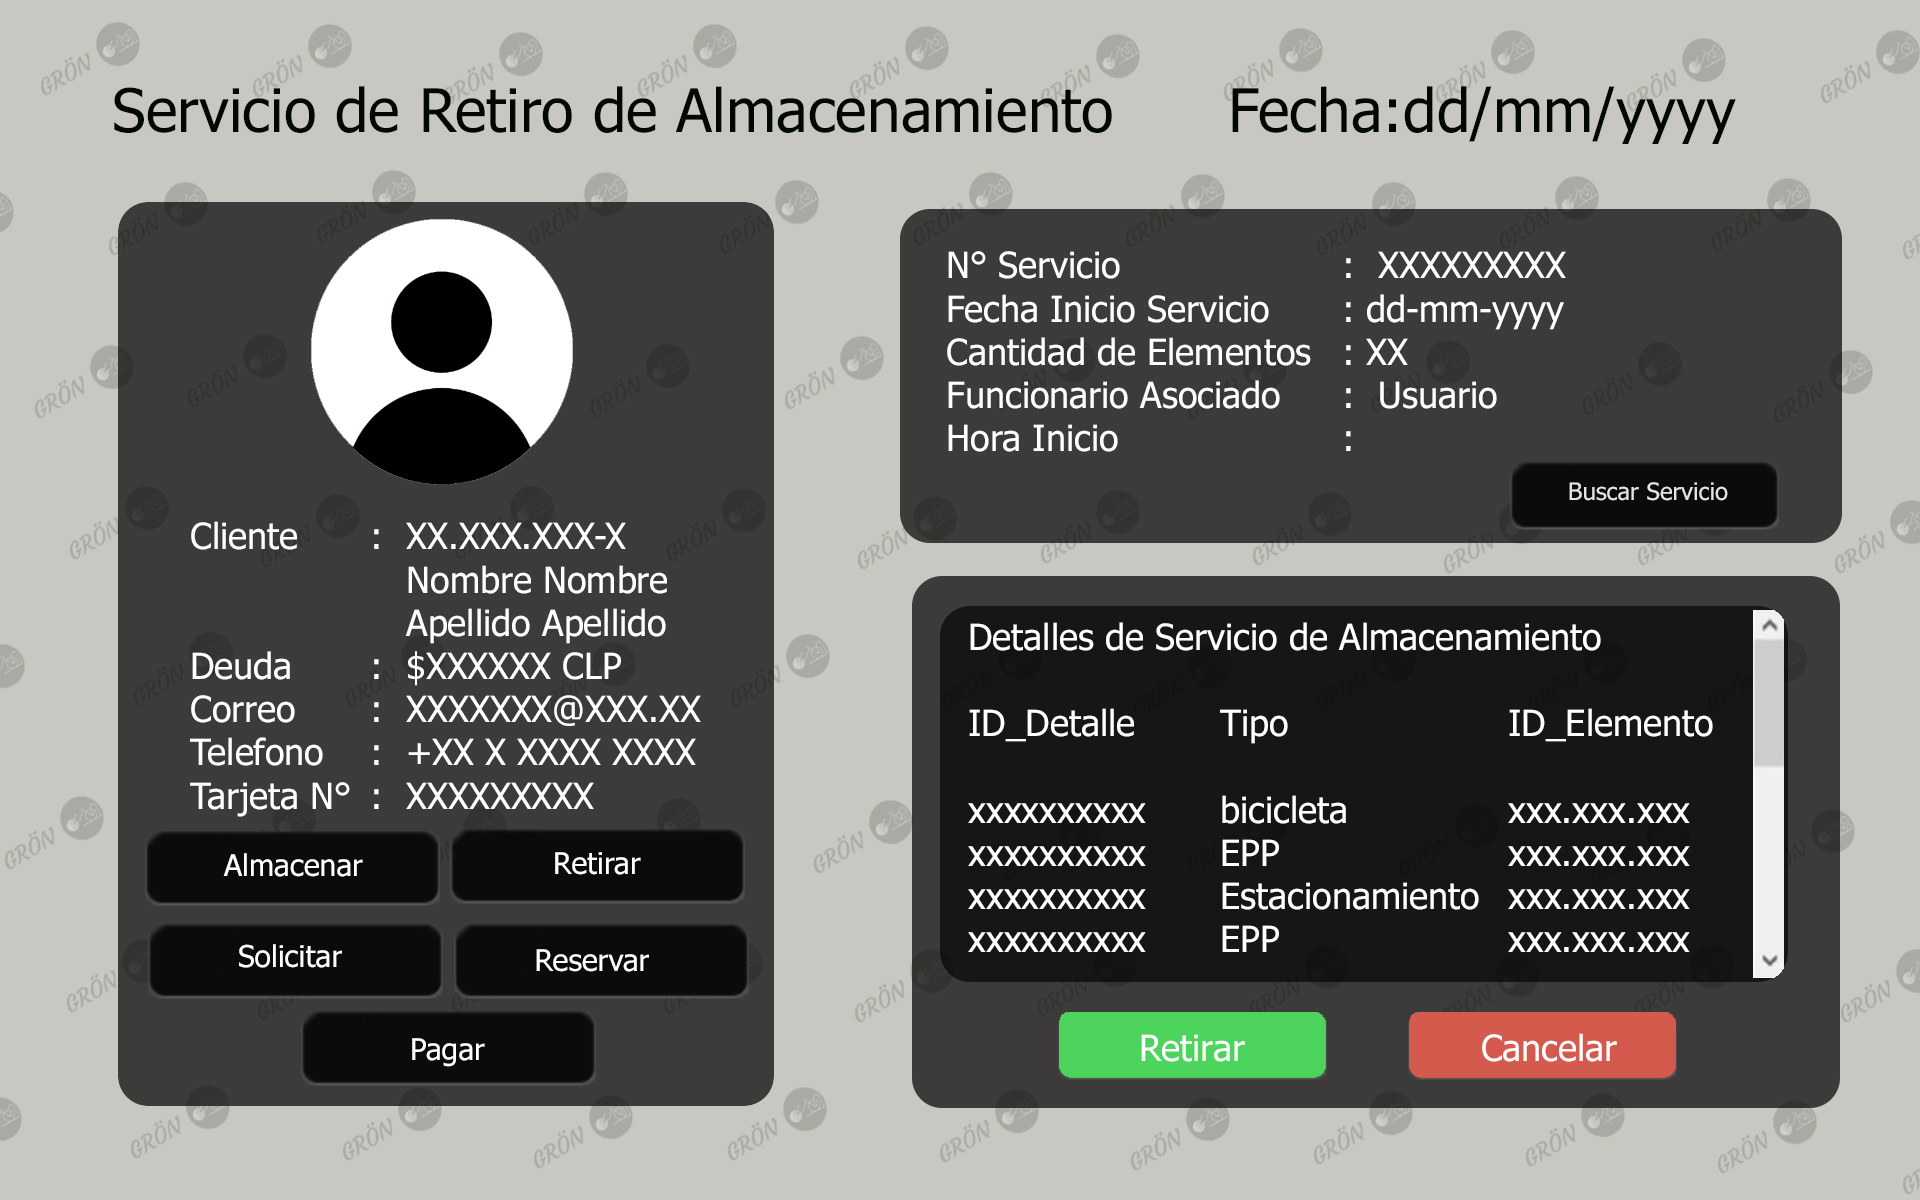 Servicio de Retiro de Almacenamiento Fecha:dd/mm/yyyy
Cliente : XX.XXX.XXX-X
Nombre Nombre
Apellido Apellido
Deuda : $XXXXXX CLP
Correo : XXXXXXX@XXX.XX
Telefono : +XX X XXXX XXXX
Tarjeta N° : XXXXXXXXX
Almacenar Retirar
Solicitar Reservar
Pagar
N° Servicio : XXXXXXXXX
Fecha Inicio Servicio : dd-mm-yyyy
Cantidad de Elementos : XX
Funcionario Asociado : Usuario
Hora Inicio :
Buscar Servicio
Detalles de Servicio de Almacenamiento
ID_Detalle Tipo ID_Elemento
xxxxxxxxxx bicicleta xxx.xxx.xxx
xxxxxxxxxx EPP xxx.xxx.xxx
xxxxxxxxxx Estacionamiento xxx.xxx.xxx
xxxxxxxxxx EPP xxx.xxx.xxx
Retirar Cancelar
GRÖN